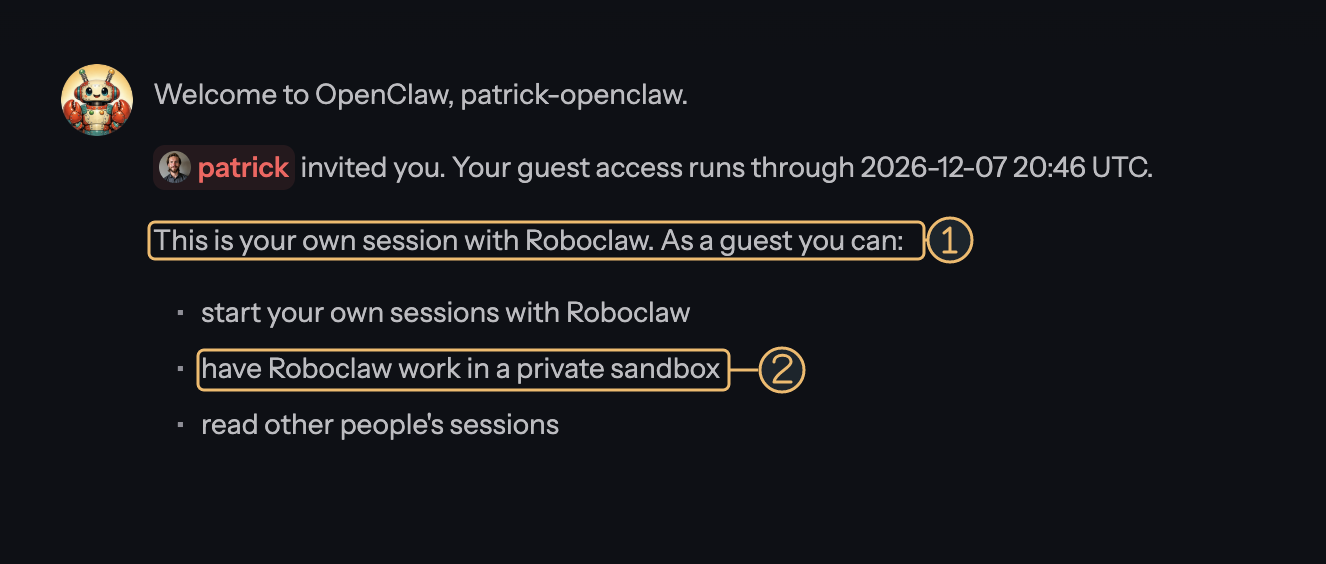 Welcome to OpenClaw, patrick-openclaw.
patrick invited you. Your guest access runs through 2026-12-07 20:46 UTC.
This is your own session with Roboclaw. As a guest you can: 1
▪ start your own sessions with Roboclaw
▪ have Roboclaw work in a private sandbox 2
▪ read other people's sessions